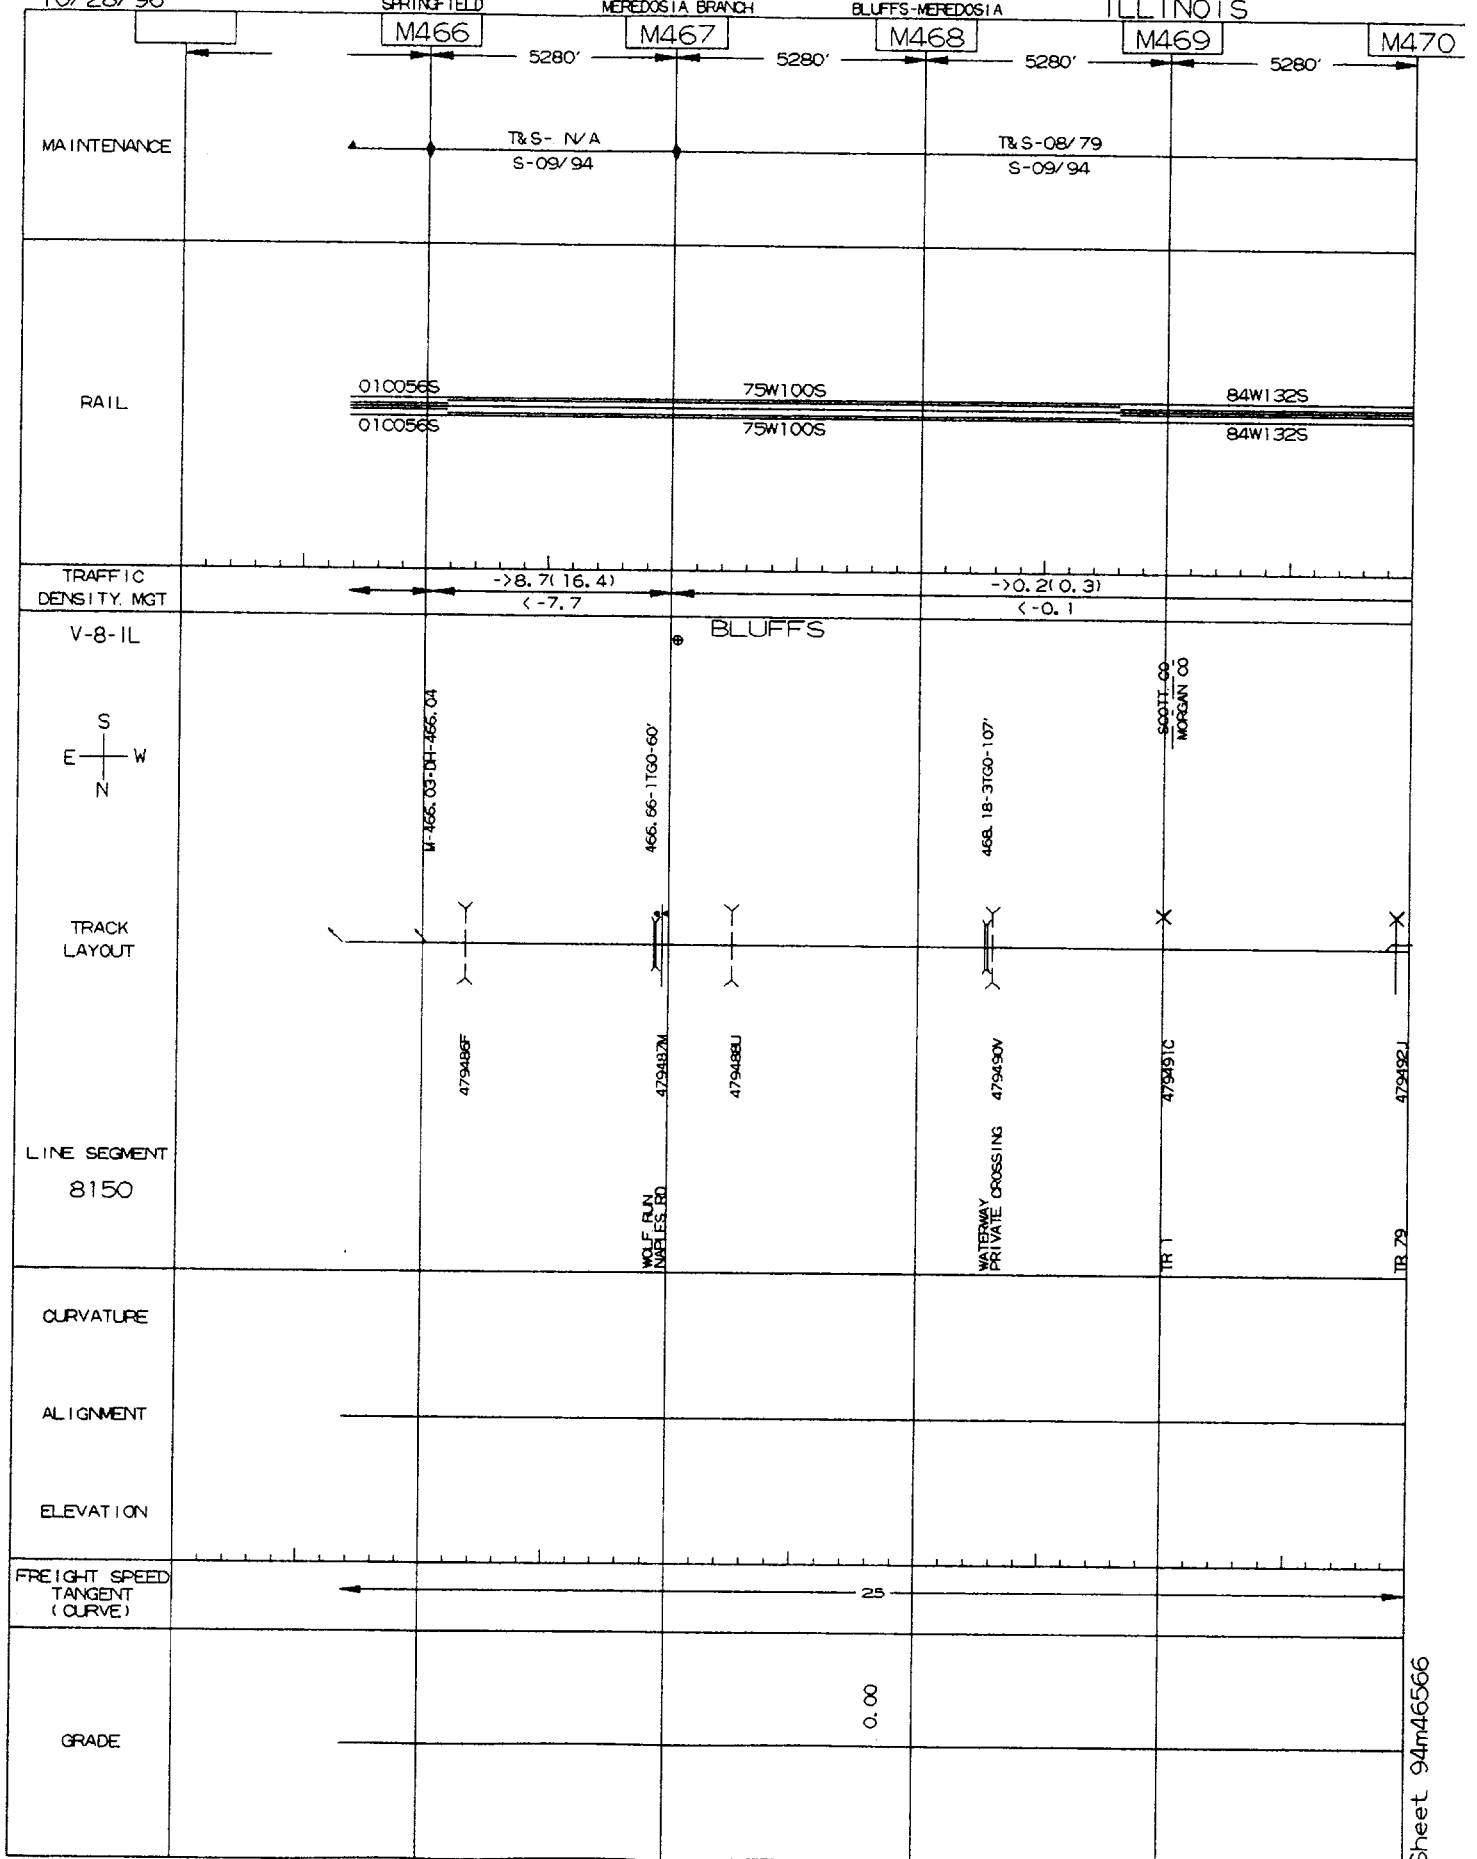 SPRINGFIELD MEREDOSIA BRANCH BLUFFS-MEREDOSIA ILLINOIS
M466 M467 M468 M469 M470
5280' 5280' 5280' 5280'
MAINTENANCE
T&S- N/A
S-09/94
T&S-08/79
S-09/94
RAIL
01C056S 75W100S 84W132S
01C056S 75W100S 84W132S
TRAFFIC
DENSITY. MGT
->8.7(16.4)
<-7.7
->0.2(0.3)
<-0.1
V-8-IL
BLUFFS
S
E W
N
M-466.03-DH-466.04
466.66-1TGO-60'
468.18-3TGO-107'
SCOTT CO
MORGAN CO
TRACK
LAYOUT
479486F
479487M
479488U
479490V
479491C
479492J
LINE SEGMENT
8150
WOLF RUN
NAPLES RD
WATERWAY
PRIVATE CROSSING
TR 1
TR 79
CURVATURE
ALIGNMENT
ELEVATION
FREIGHT SPEED
TANGENT
(CURVE)
25
GRADE
0.00
Sheet 94m46566